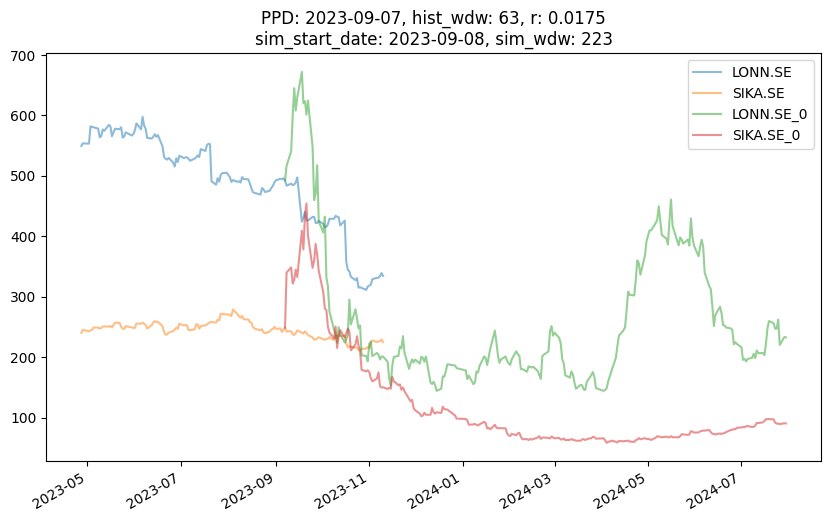 PPD: 2023-09-07, hist_wdw: 63, r: 0.0175
sim_start_date: 2023-09-08, sim_wdw: 223
700
600
500
400
300
200
100
LONN.SE
SIKA.SE
LONN.SE_0
SIKA.SE_0
2023-05
2023-07
2023-09
2023-11
2024-01
2024-03
2024-05
2024-07